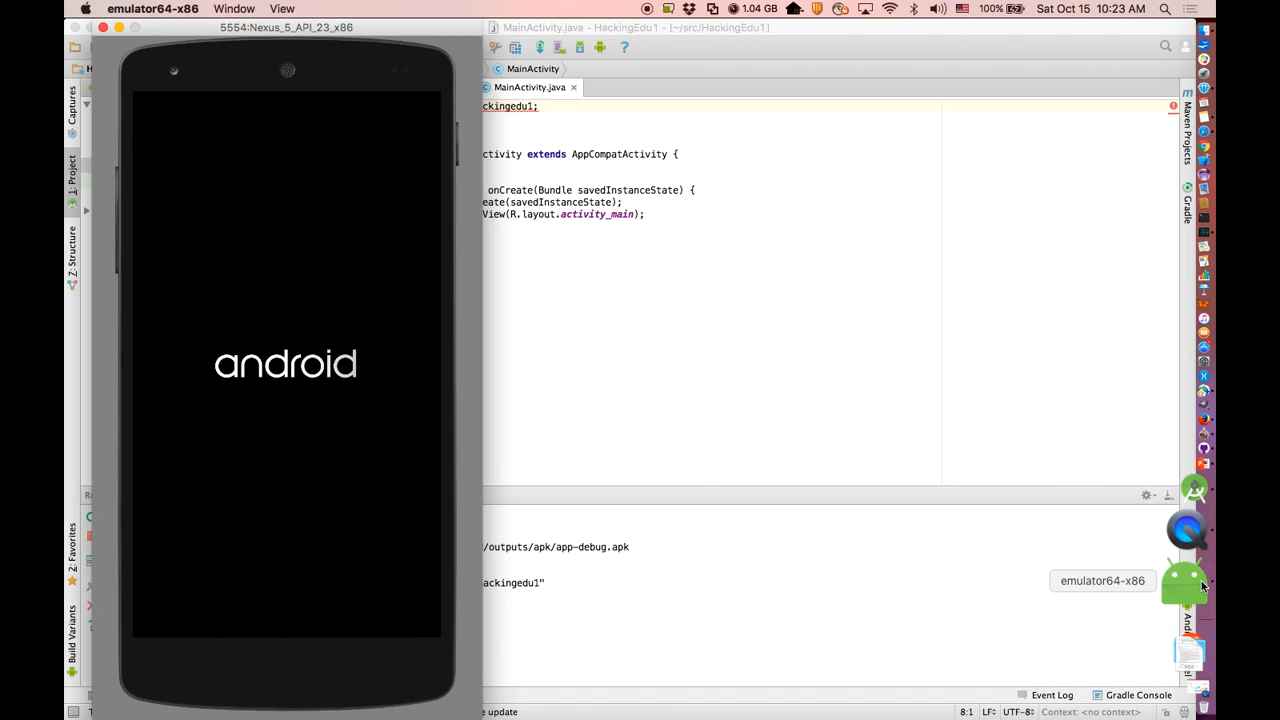 emulator64-x86 Window View 1.04 GB 100% Sat Oct 15 10:23 AM
5554:Nexus_5_API_23_x86
MainActivity.java - HackingEdu1 - [~/src/HackingEdu1]
H MainActivity
MainActivity.java
ckingedu1;
ctivity extends AppCompatActivity {
onCreate(Bundle savedInstanceState) {
eate(savedInstanceState);
View(R.layout.activity_main);
Captures
1: Project
7: Structure
2: Favorites
Build Variants
Maven Projects
Gradle
android
/outputs/apk/app-debug.apk
ackingedu1"
emulator64-x86
Event Log Gradle Console
e update 8:1 LF÷ UTF-8÷ Context: <no context>